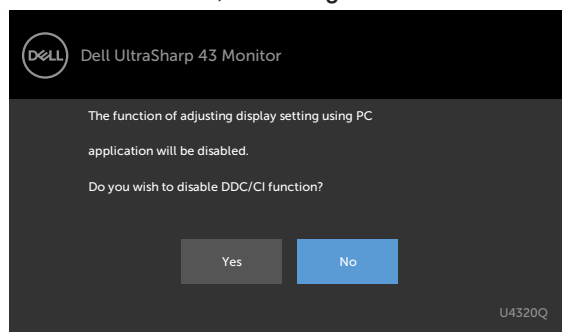 DELL
Dell UltraSharp 43 Monitor
The function of adjusting display setting using PC
application will be disabled.
Do you wish to disable DDC/CI function?
Yes
No
U4320Q